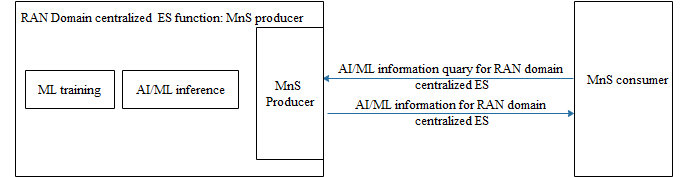 RAN Domain centralized ES function: MnS producer
ML training
AI/ML inference
MnS
Producer
AI/ML information quary for RAN domain
centralized ES
AI/ML information for RAN domain
centralized ES
MnS consumer